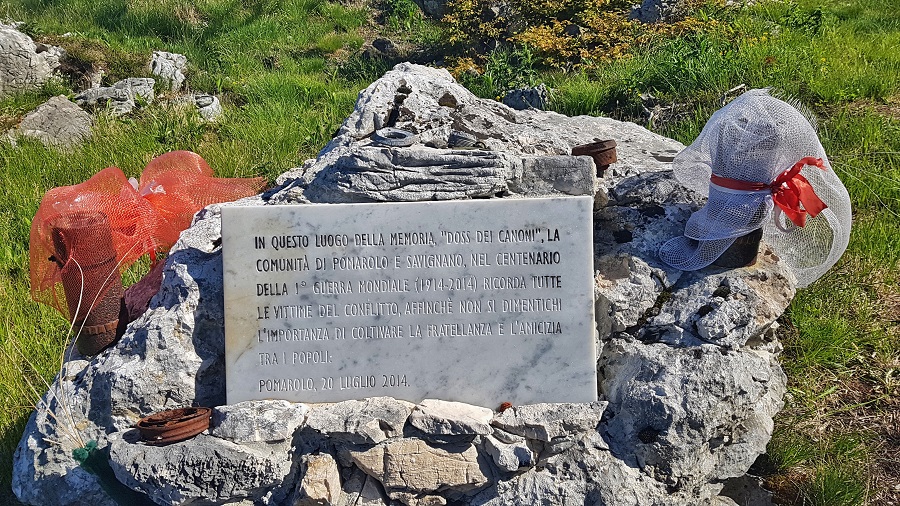 IN QUESTO LUOGO DELLA MEMORIA, "DOSS DEI CANONI", LA
COMUNITÀ DI POMAROLO E SAVIGNANO, NEL CENTENARIO
DELLA 1° GUERRA MONDIALE (1914-2014) RICORDA TUTTE
LE VITTIME DEL CONFLITTO, AFFINCHÈ NON SI DIMENTICHI
L'IMPORTANZA DI COLTIVARE LA FRATELLANZA E L'AMICIZIA
TRA I POPOLI.
POMAROLO, 20 LUGLIO 2014.